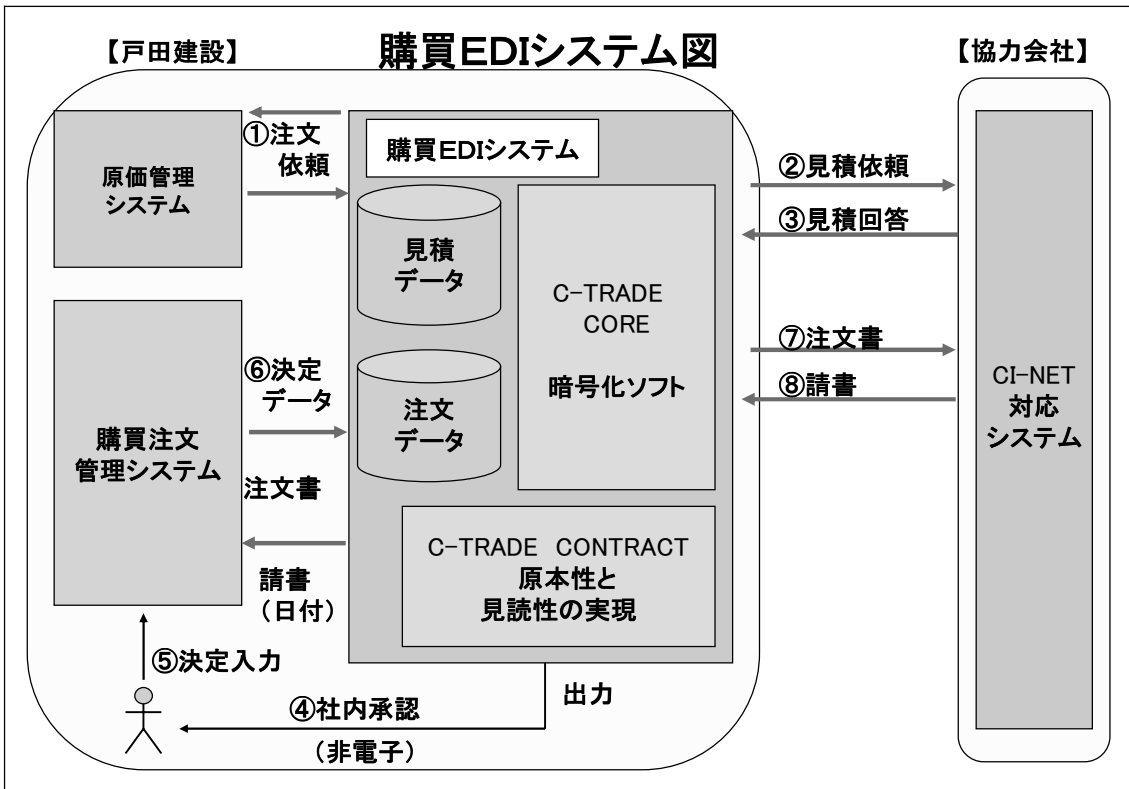 【戸田建設】
購買EDIシステム図
【協力会社】
①注文
依頼
原価管理
システム
購買EDIシステム
見積
データ
C-TRADE
CORE
暗号化ソフト
②見積依頼
③見積回答
⑥決定
データ
注文
データ
⑦注文書
⑧請書
CI-NET
対応
システム
購買注文
管理システム
注文書
請書
(日付)
C-TRADE CONTRACT
原本性と
見読性の実現
⑤決定入力
④社内承認
(非電子)
出力